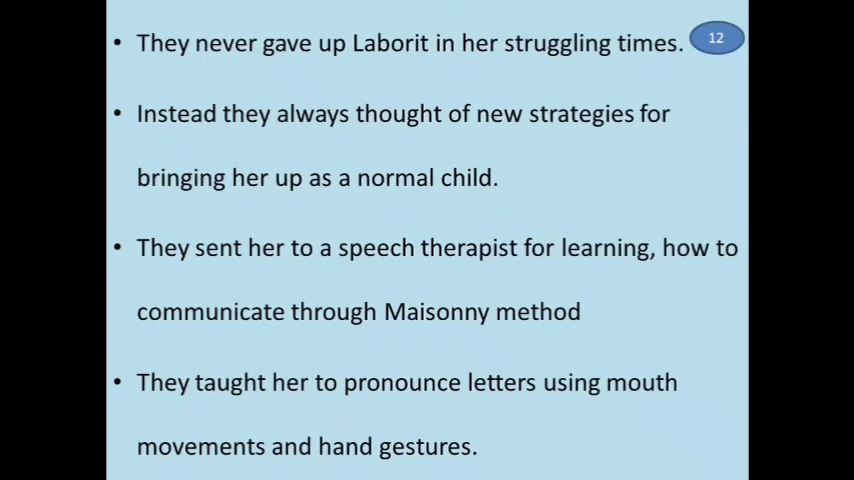 • They never gave up Laborit in her struggling times.
12
• Instead they always thought of new strategies for
bringing her up as a normal child.
• They sent her to a speech therapist for learning, how to
communicate through Maisonny method
• They taught her to pronounce letters using mouth
movements and hand gestures.